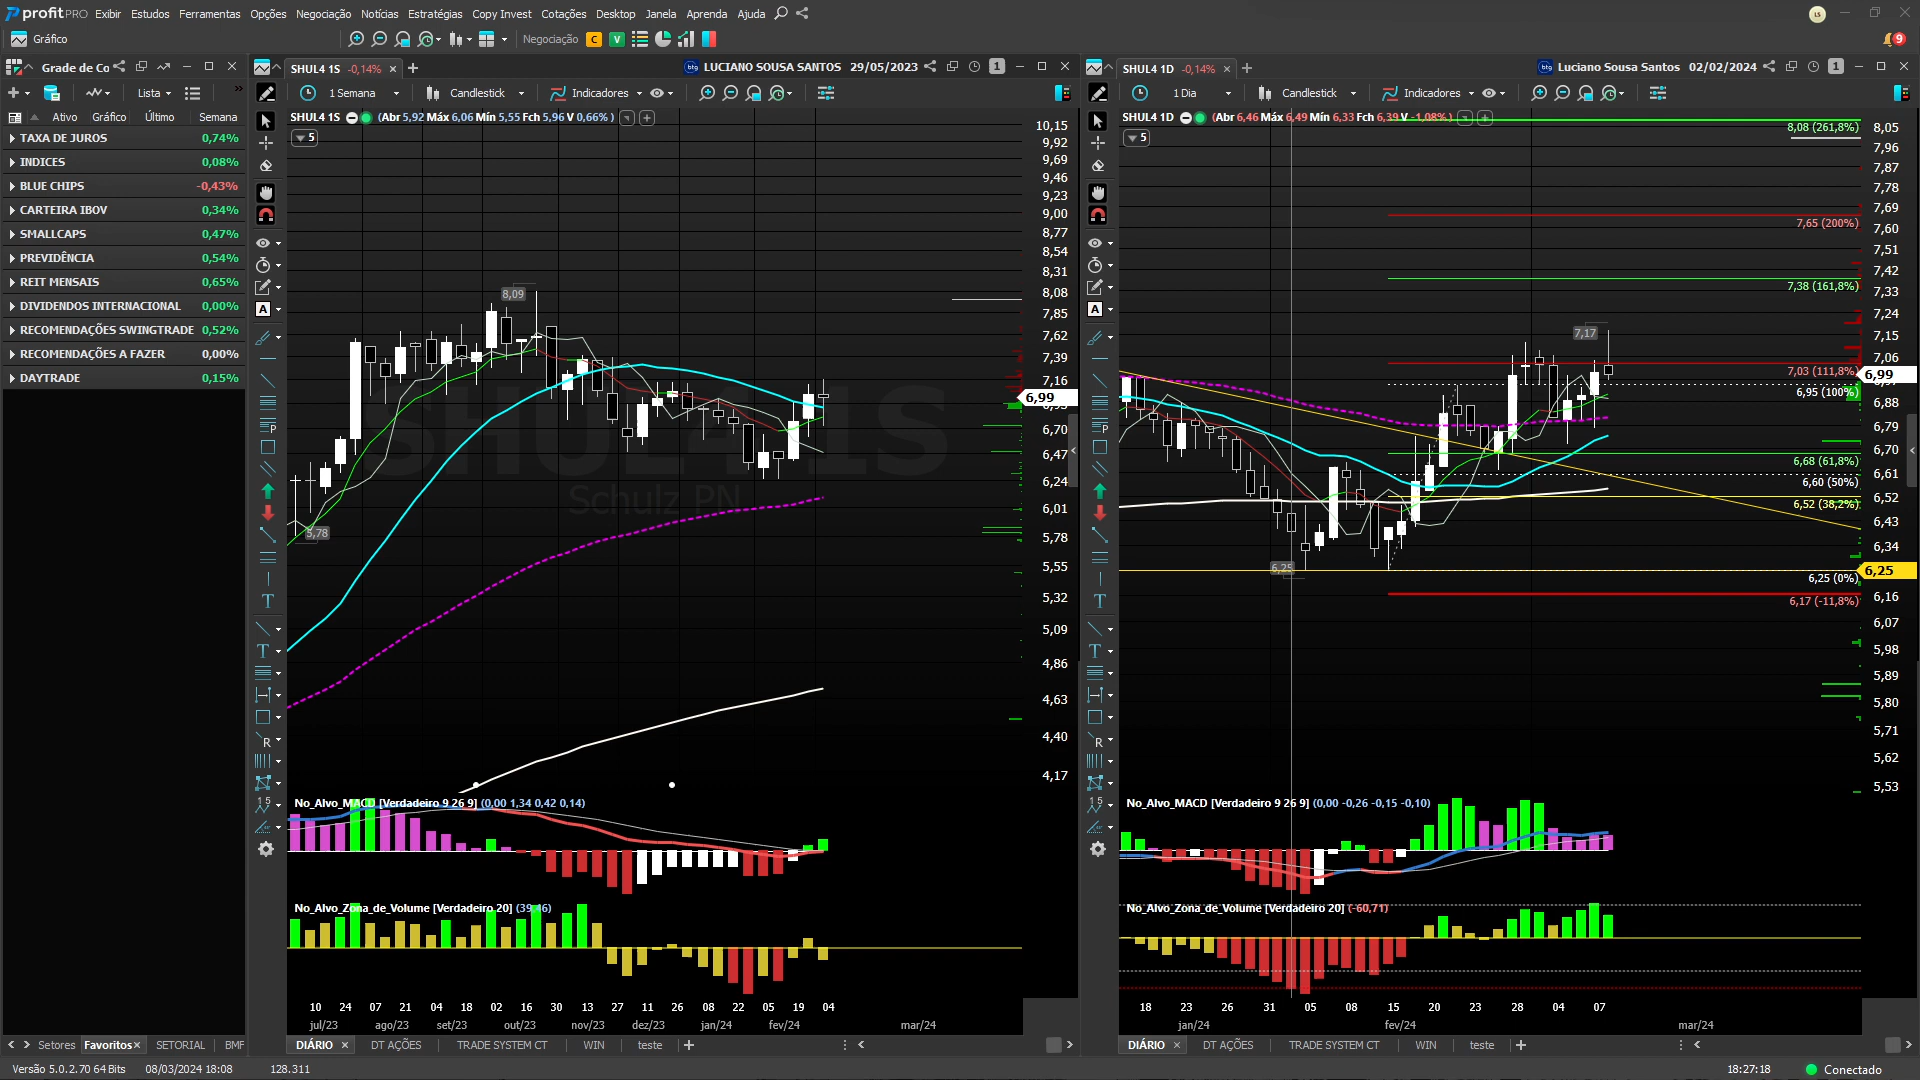 profitPRO Exibir Estudos Ferramentas Opções Negociação Notícias Estratégias Copy Invest Cotações Desktop Janela Aprenda Ajuda
LS
Gráfico
Negociação C V
9
Grade de Co
SHUL4 1S -0,14% ×
btg LUCIANO SOUSA SANTOS 29/05/2023
1
SHUL4 1D -0,14% ×
btg Luciano Sousa Santos 02/02/2024
1
Lista
1 Semana Candlestick Indicadores
1 Dia Candlestick Indicadores
Ativo Gráfico Último Semana
TAXA DE JUROS 0,74%
INDICES 0,08%
BLUE CHIPS -0,43%
CARTEIRA IBOV 0,34%
SMALLCAPS 0,47%
PREVIDÊNCIA 0,54%
REIT MENSAIS 0,65%
DIVIDENDOS INTERNACIONAL 0,00%
RECOMENDAÇÕES SWINGTRADE 0,52%
RECOMENDAÇÕES A FAZER 0,00%
DAYTRADE 0,15%
SHUL4 1S (Abr 5,92 Máx 6,06 Mín 5,55 Fch 5,96 V 0,66% )
5
SHUL4 1S
Schulz PN
8,09
5,78
10,15
9,92
9,69
9,46
9,23
9,00
8,77
8,54
8,31
8,08
7,85
7,62
7,39
7,16
6,99
6,70
6,47
6,24
6,01
5,78
5,55
5,32
5,09
4,86
4,63
4,40
4,17
No_Alvo_MACD [Verdadeiro 9 26 9] (0,00 1,34 0,42 0,14)
No_Alvo_Zona_de_Volume [Verdadeiro 20] (39,46)
10 24 07 21 04 18 02 16 30 13 27 11 26 08 22 05 19 04
jul/23 ago/23 set/23 out/23 nov/23 dez/23 jan/24 fev/24 mar/24
SHUL4 1D (Abr 6,46 Máx 6,49 Mín 6,33 Fch 6,39 V -1,08% )
5
8,08 (261,8%)
7,65 (200%)
7,38 (161,8%)
7,17
7,03 (111,8%)
6,95 (100%)
6,68 (61,8%)
6,60 (50%)
6,52 (38,2%)
6,25
6,25 (0%)
6,17 (-11,8%)
8,05
7,96
7,87
7,78
7,69
7,60
7,51
7,42
7,33
7,24
7,15
7,06
6,99
6,88
6,79
6,70
6,61
6,52
6,43
6,34
6,25
6,16
6,07
5,98
5,89
5,80
5,71
5,62
5,53
No_Alvo_MACD [Verdadeiro 9 26 9] (0,00 -0,26 -0,15 -0,10)
No_Alvo_Zona_de_Volume [Verdadeiro 20] (-60,71)
18 23 26 31 05 08 15 20 23 28 04 07
jan/24 fev/24 mar/24
Setores Favoritos× SETORIAL BMF
DIÁRIO × DT AÇÕES TRADE SYSTEM CT WIN teste
DIÁRIO × DT AÇÕES TRADE SYSTEM CT WIN teste
Versão 5.0.2.70 64 Bits 08/03/2024 18:08 128.311
18:27:18 Conectado